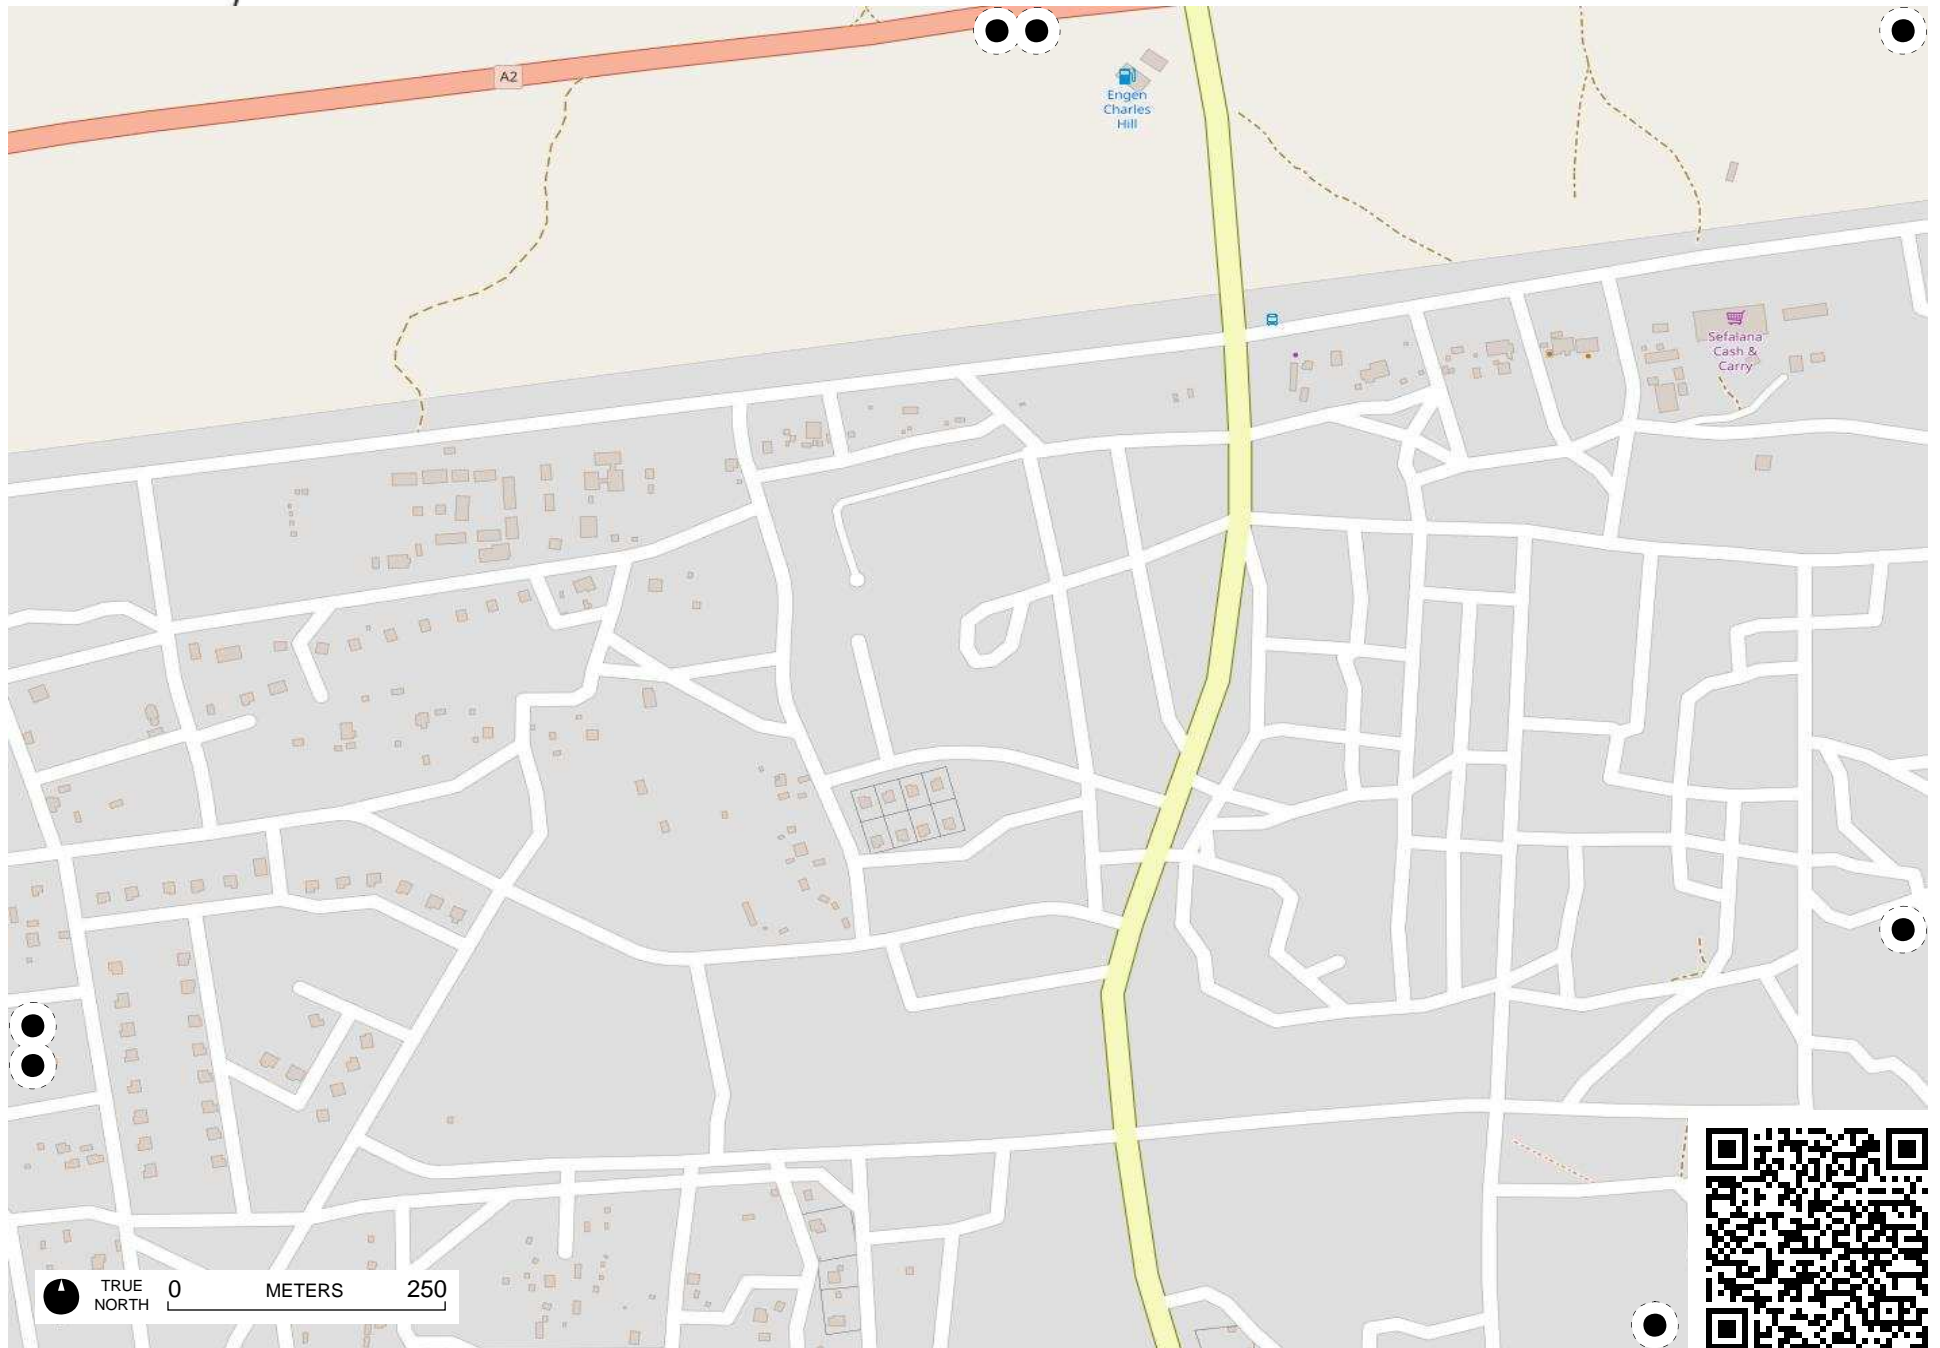 A2
Engen
Charles
Hill
Sefalana
Cash &
Carry
TRUE
NORTH
0
METERS
250